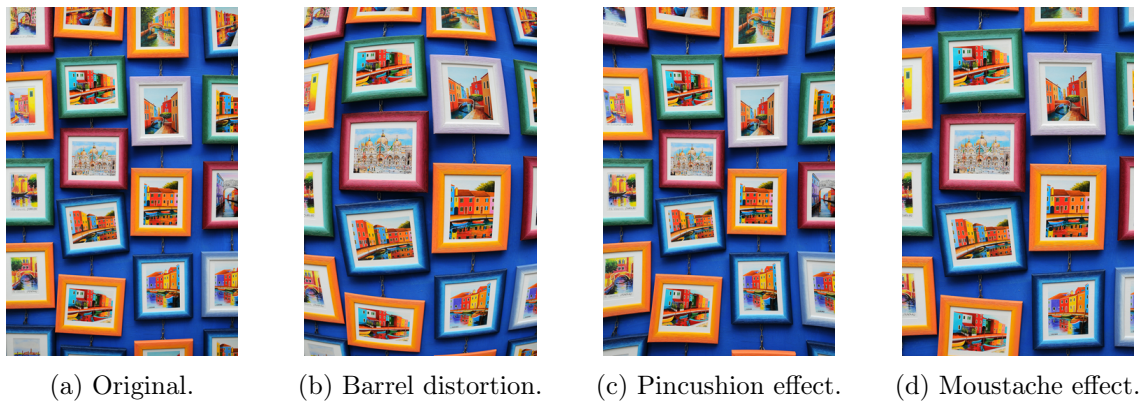 (a) Original.
(b) Barrel distortion.
(c) Pincushion effect.
(d) Moustache effect.